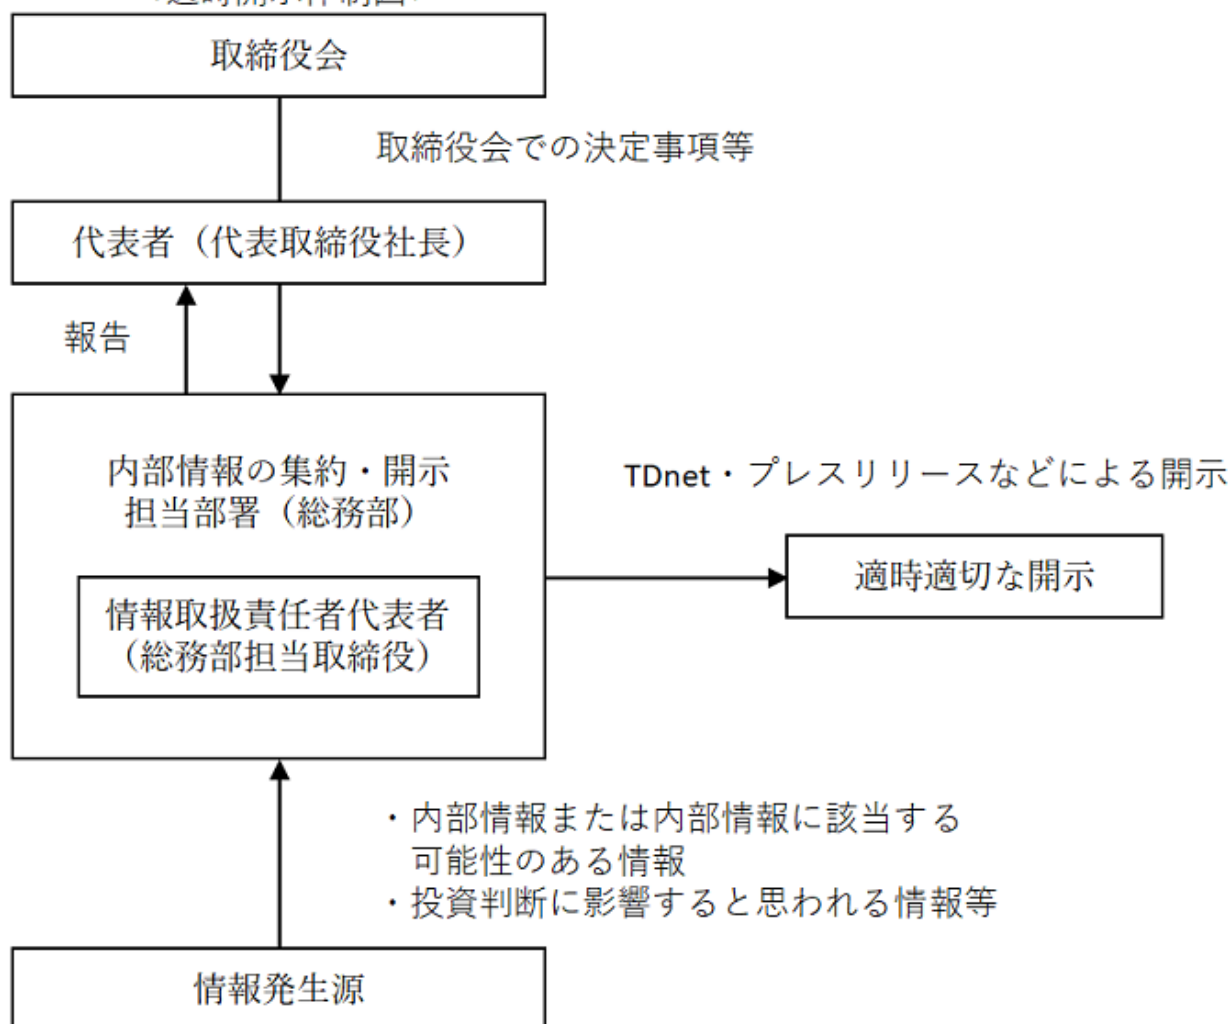 取締役会
取締役会での決定事項等
代表者（代表取締役社長）
報告
内部情報の集約・開示
担当部署（総務部）
TDnet・プレスリリースなどによる開示
適時適切な開示
情報取扱責任者代表者
（総務部担当取締役）
・内部情報または内部情報に該当する
可能性のある情報
・投資判断に影響すると思われる情報等
情報発生源